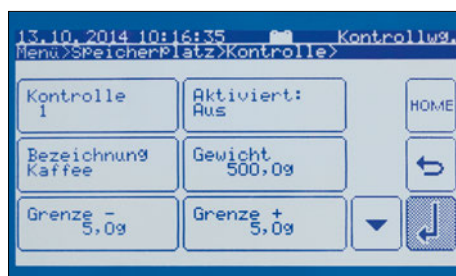 13.10.2014 10:16:35 Kontrollwg.
Menü>Speicherplatz>Kontrolle>
Kontrolle
1
Aktiviert:
Aus
HOME
Bezeichnung
Kaffee
Gewicht
500,0g
Grenze -
5,0g
Grenze +
5,0g